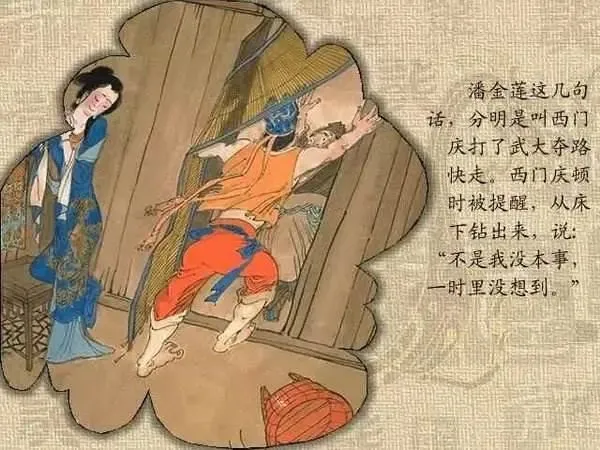 潘金莲这几句
话，分明是叫西门
庆打了武大夺路
快走。西门庆顿
时被提醒，从床
下钻出来，说：
“不是我没本事，
一时里没想到。”